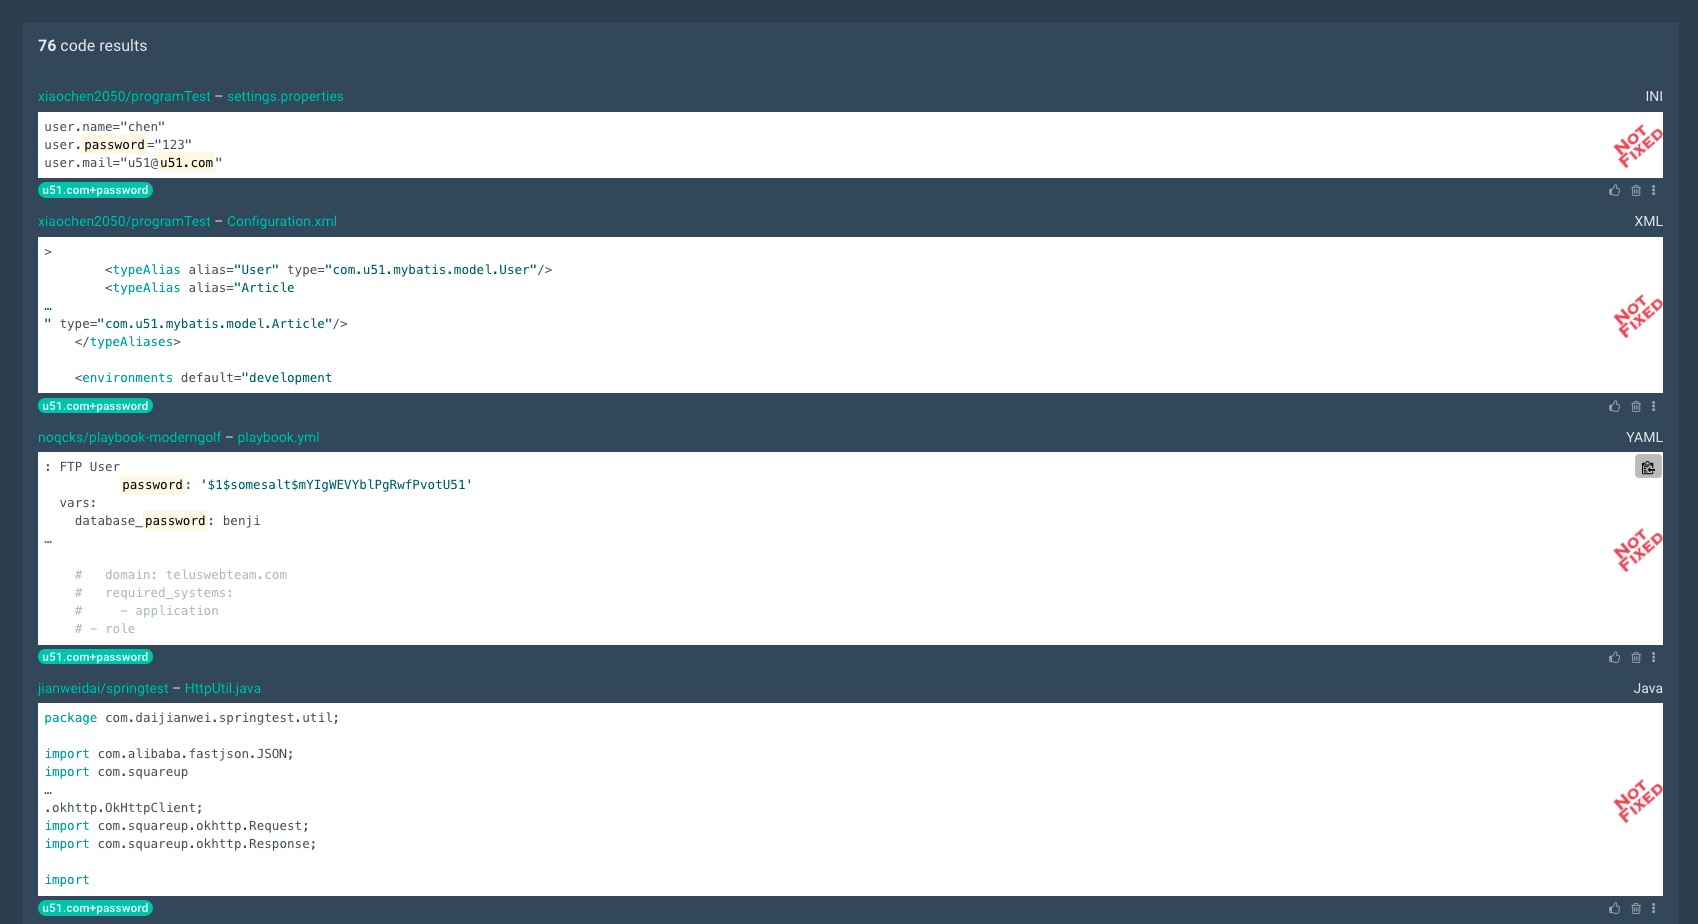 76 code results
xiaochen2050/programTest – settings.properties INI
user.name="chen"
user.password="123"
user.mail="u51@u51.com"
NOT FIXED
u51.com+password
xiaochen2050/programTest – Configuration.xml XML
>
<typeAlias alias="User" type="com.u51.mybatis.model.User"/>
<typeAlias alias="Article
…
" type="com.u51.mybatis.model.Article"/>
</typeAliases>
<environments default="development
NOT FIXED
u51.com+password
noqcks/playbook-moderngolf – playbook.yml YAML
: FTP User
password: '$1$somesalt$mYIgWEVYblPgRwfPvotU51'
vars:
database_password: benji
…
# domain: teluswebteam.com
# required_systems:
# – application
# – role
NOT FIXED
u51.com+password
jianweidai/springtest – HttpUtil.java Java
package com.daijianwei.springtest.util;
import com.alibaba.fastjson.JSON;
import com.squareup
…
.okhttp.OkHttpClient;
import com.squareup.okhttp.Request;
import com.squareup.okhttp.Response;
import
NOT FIXED
u51.com+password